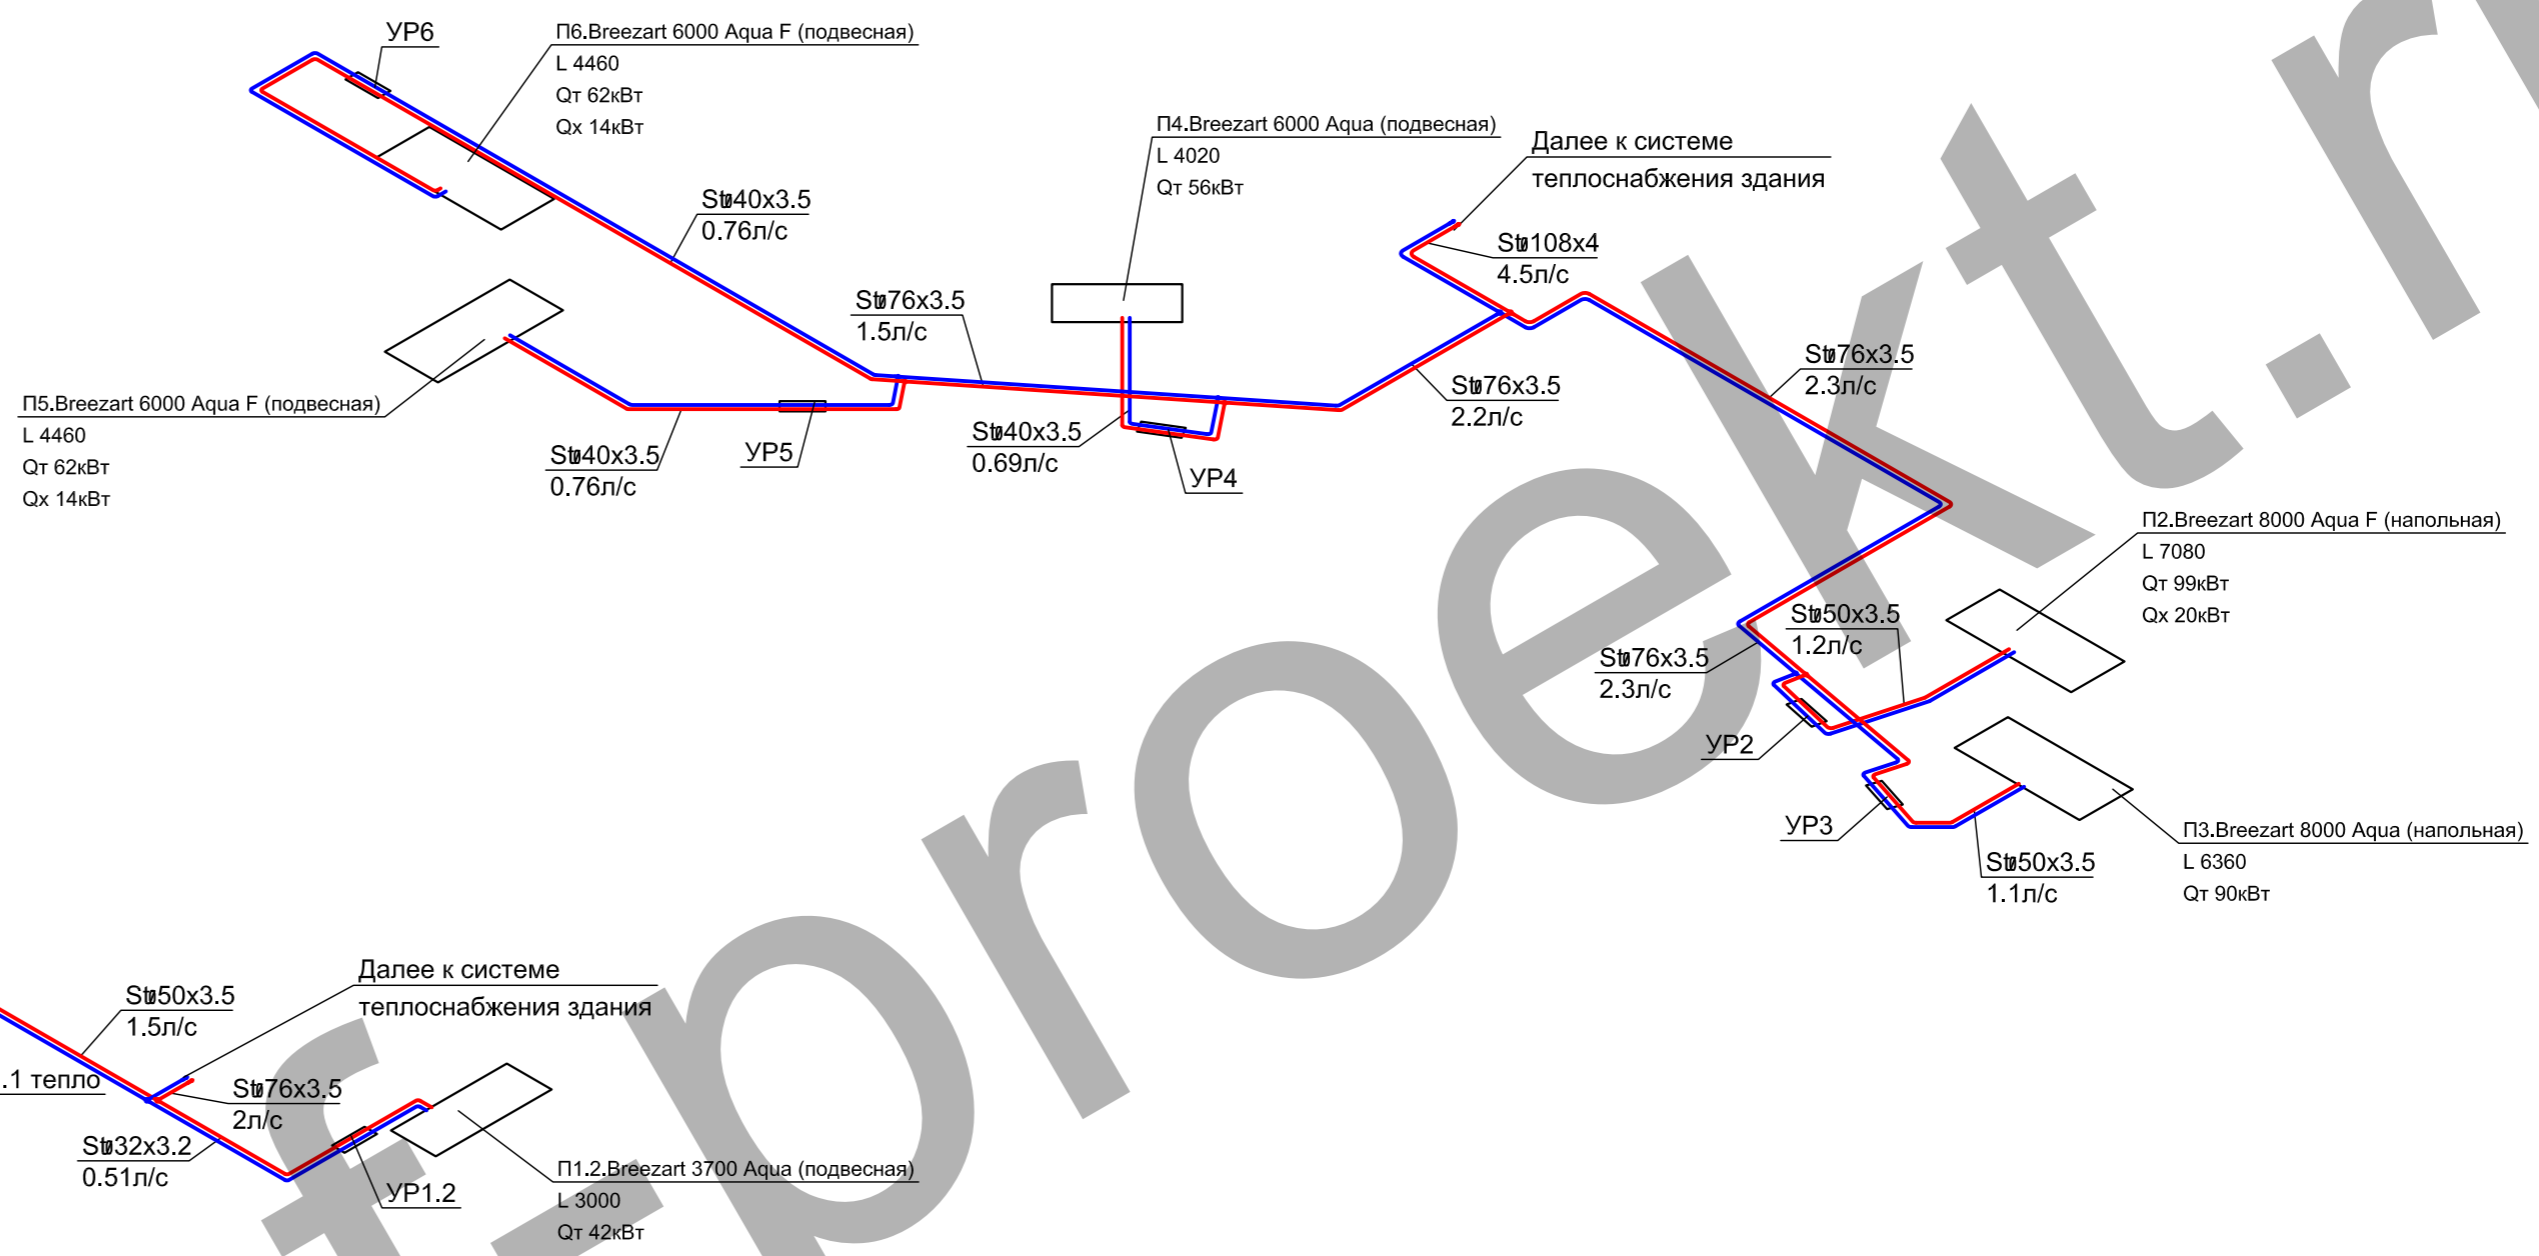 УР6
П6.Breezart 6000 Aqua F (подвесная)
L 4460
Qт 62кВт
Qх 14кВт
П4.Breezart 6000 Aqua (подвесная)
L 4020
Qт 56кВт
Далее к системе
теплоснабжения здания
Stø40x3.5
0.76л/с
Stø108x4
4.5л/с
Stø76x3.5
1.5л/с
Stø76x3.5
2.3л/с
Stø76x3.5
2.2л/с
П5.Breezart 6000 Aqua F (подвесная)
L 4460
Qт 62кВт
Qх 14кВт
Stø40x3.5
0.76л/с
УР5
Stø40x3.5
0.69л/с
УР4
П2.Breezart 8000 Aqua F (напольная)
L 7080
Qт 99кВт
Qх 20кВт
Stø50x3.5
1.2л/с
Stø76x3.5
2.3л/с
УР2
УР3
П3.Breezart 8000 Aqua (напольная)
L 6360
Qт 90кВт
Stø50x3.5
1.1л/с
Далее к системе
теплоснабжения здания
Stø50x3.5
1.5л/с
.1 тепло
Stø76x3.5
2л/с
Stø32x3.2
0.51л/с
УР1.2
П1.2.Breezart 3700 Aqua (подвесная)
L 3000
Qт 42кВт
f-proekt.r